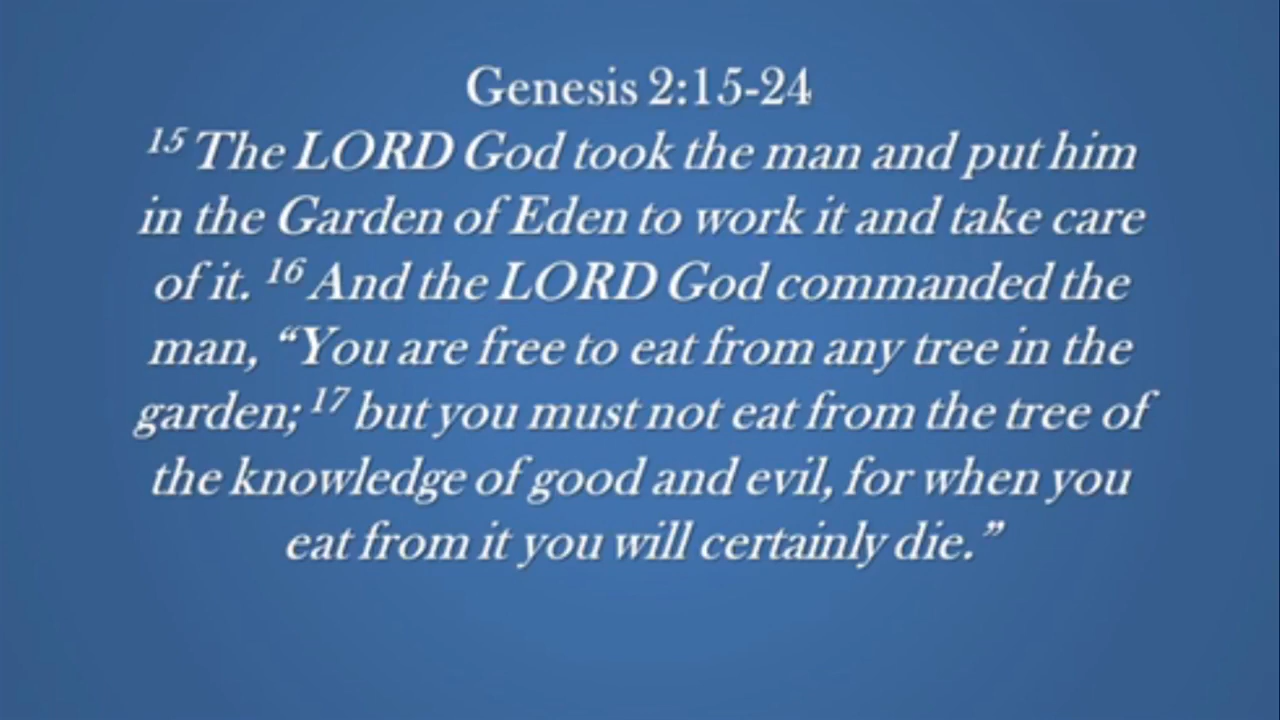 Genesis 2:15-24
15 The LORD God took the man and put him
in the Garden of Eden to work it and take care
of it. 16 And the LORD God commanded the
man, “You are free to eat from any tree in the
garden; 17 but you must not eat from the tree of
the knowledge of good and evil, for when you
eat from it you will certainly die.”